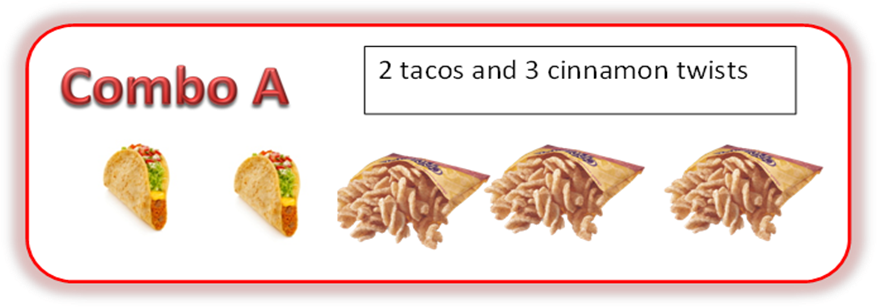 Combo A
2 tacos and 3 cinnamon twists